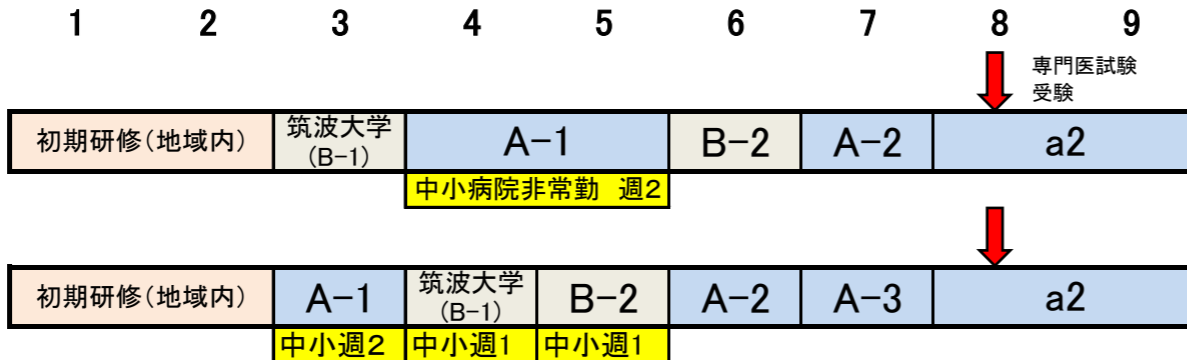 1 2 3 4 5 6 7 8 9
専門医試験
受験
初期研修(地域内) 筑波大学 A-1 B-2 A-2 a2
(B-1)
中小病院非常勤 週2
初期研修(地域内) A-1 筑波大学 B-2 A-2 A-3 a2
(B-1)
中小週2 中小週1 中小週1